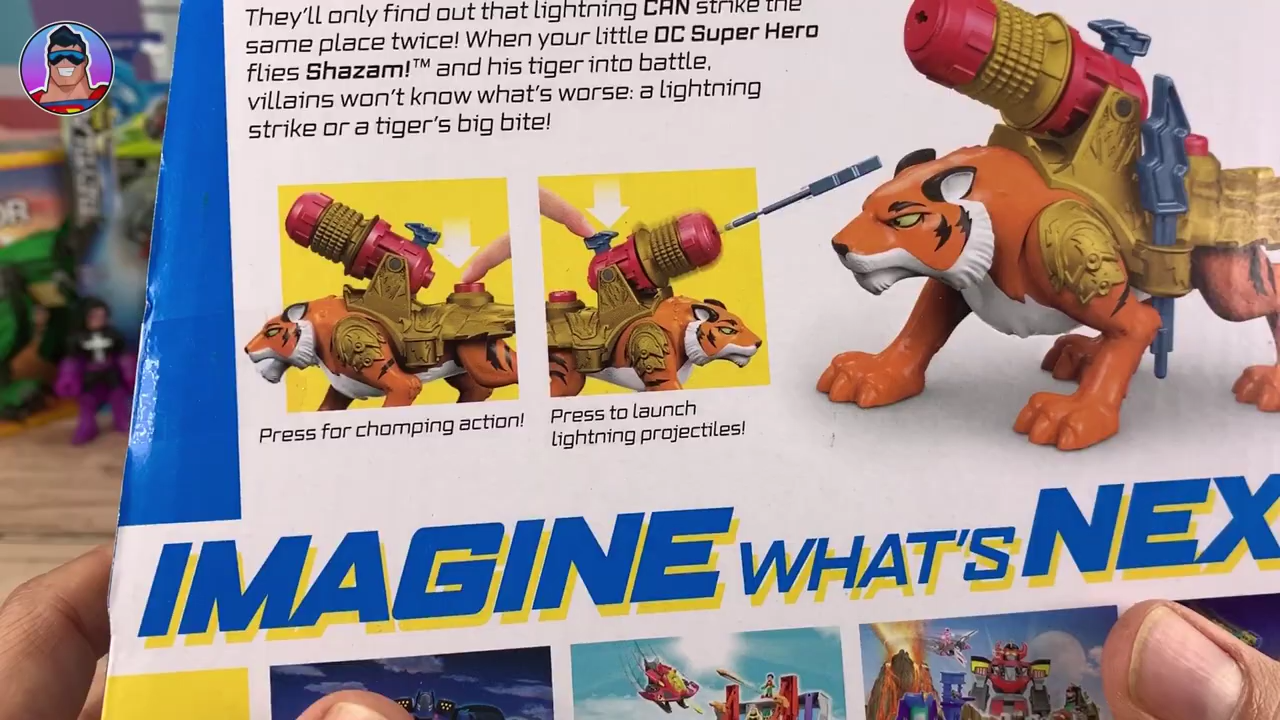 They'll only find out that lightning CAN strike the
same place twice! When your little DC Super Hero
flies Shazam!™ and his tiger into battle,
villains won't know what's worse: a lightning
strike or a tiger's big bite!
Press for chomping action!
Press to launch
lightning projectiles!
IMAGINE WHAT'S NEX